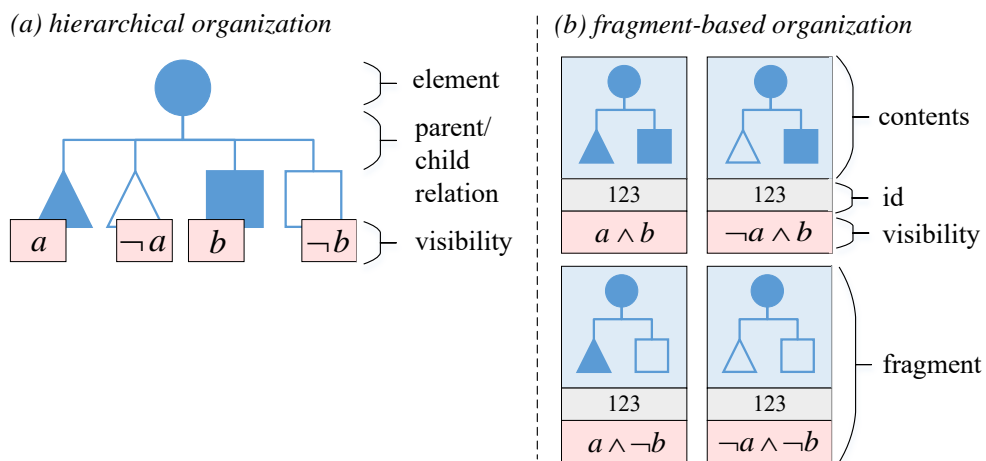 (a) hierarchical organization
element
parent/
child
relation
a
¬a
b
¬b
visibility
(b) fragment-based organization
contents
123
123
id
a ∧ b
¬a ∧ b
visibility
fragment
123
123
a ∧ ¬b
¬a ∧ ¬b